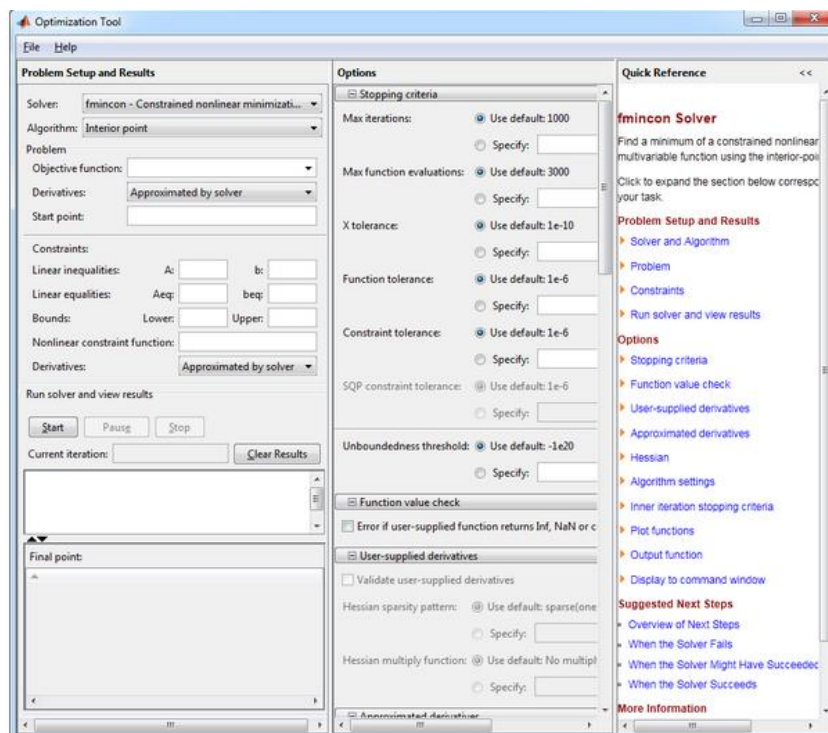 Optimization Tool
File Help
Problem Setup and Results
Solver: fmincon - Constrained nonlinear minimizati...
Algorithm: Interior point
Problem
Objective function:
Derivatives: Approximated by solver
Start point:
Constraints:
Linear inequalities: A: b:
Linear equalities: Aeq: beq:
Bounds: Lower: Upper:
Nonlinear constraint function:
Derivatives: Approximated by solver
Run solver and view results
Start Pause Stop
Current iteration: Clear Results
Final point:
Options
Stopping criteria
Max iterations: Use default: 1000
Specify:
Max function evaluations: Use default: 3000
Specify:
X tolerance: Use default: 1e-10
Specify:
Function tolerance: Use default: 1e-6
Specify:
Constraint tolerance: Use default: 1e-6
Specify:
SQP constraint tolerance: Use default: 1e-6
Specify:
Unboundedness threshold: Use default: -1e20
Specify:
Function value check
Error if user-supplied function returns Inf, NaN or c
User-supplied derivatives
Validate user-supplied derivatives
Hessian sparsity pattern: Use default: sparse(one
Specify:
Hessian multiply function: Use default: No multipl
Specify:
Approximated derivatives
Quick Reference <<
fmincon Solver
Find a minimum of a constrained nonlinear
multivariable function using the interior-poi
Click to expand the section below correspo
your task.
Problem Setup and Results
Solver and Algorithm
Problem
Constraints
Run solver and view results
Options
Stopping criteria
Function value check
User-supplied derivatives
Approximated derivatives
Hessian
Algorithm settings
Inner iteration stopping criteria
Plot functions
Output function
Display to command window
Suggested Next Steps
Overview of Next Steps
When the Solver Fails
When the Solver Might Have Succeeded
When the Solver Succeeds
More Information